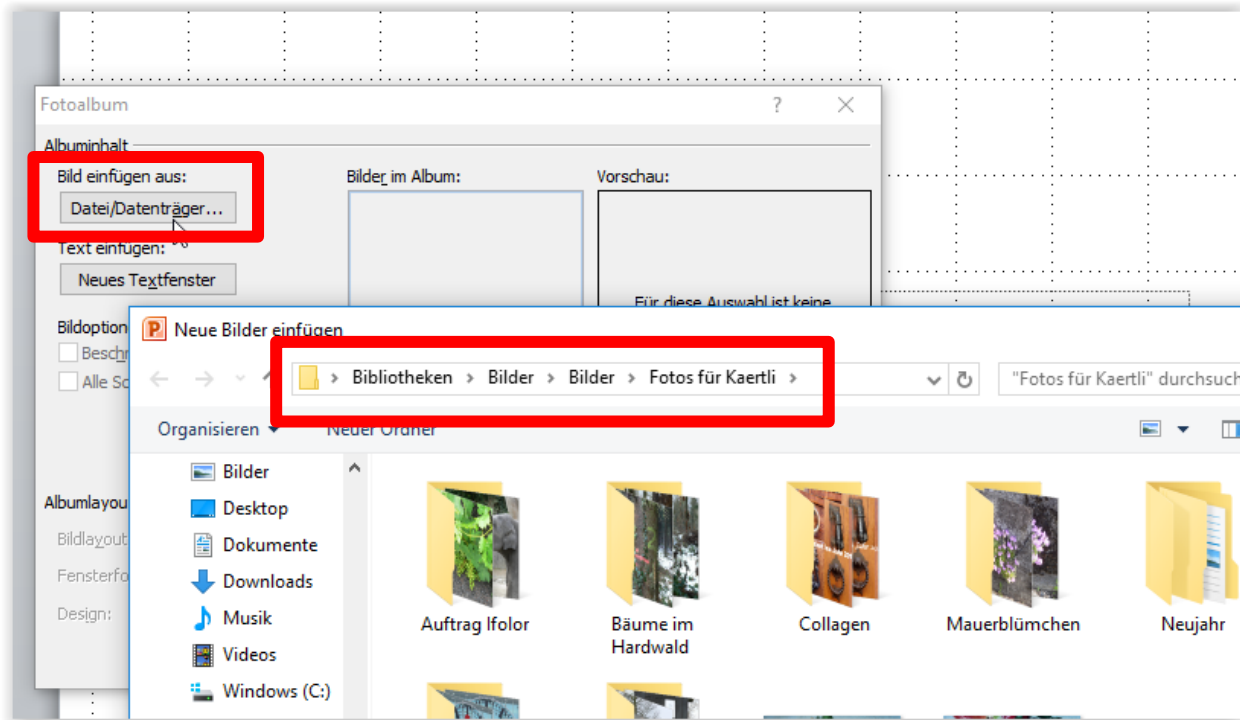 Fotoalbum
?
Albuminhalt
Bild einfügen aus:
Bilder im Album:
Vorschau:
Datei/Datenträger...
Text einfügen:
Neues Textfenster
Für diese Auswahl ist keine
Bildoption
Neue Bilder einfügen
Alle Sc
Bibliotheken > Bilder > Bilder > Fotos für Kaertli >
"Fotos für Kaertli" durchsuch
Organisieren
Neuer Ordner
Bilder
Desktop
Dokumente
Downloads
Musik
Videos
Windows (C:)
Albumlayou
Bildlayout
Fensterfo
Design:
Auftrag Ifolor
Bäume im
Hardwald
Collagen
Mauerblümchen
Neujahr